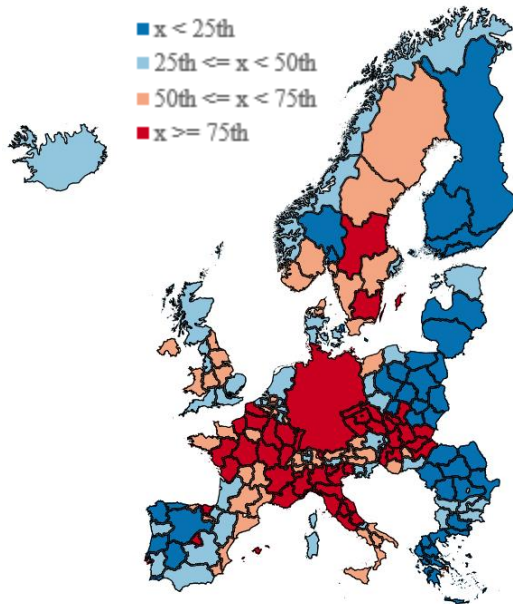 x < 25th
25th <= x < 50th
50th <= x < 75th
x >= 75th